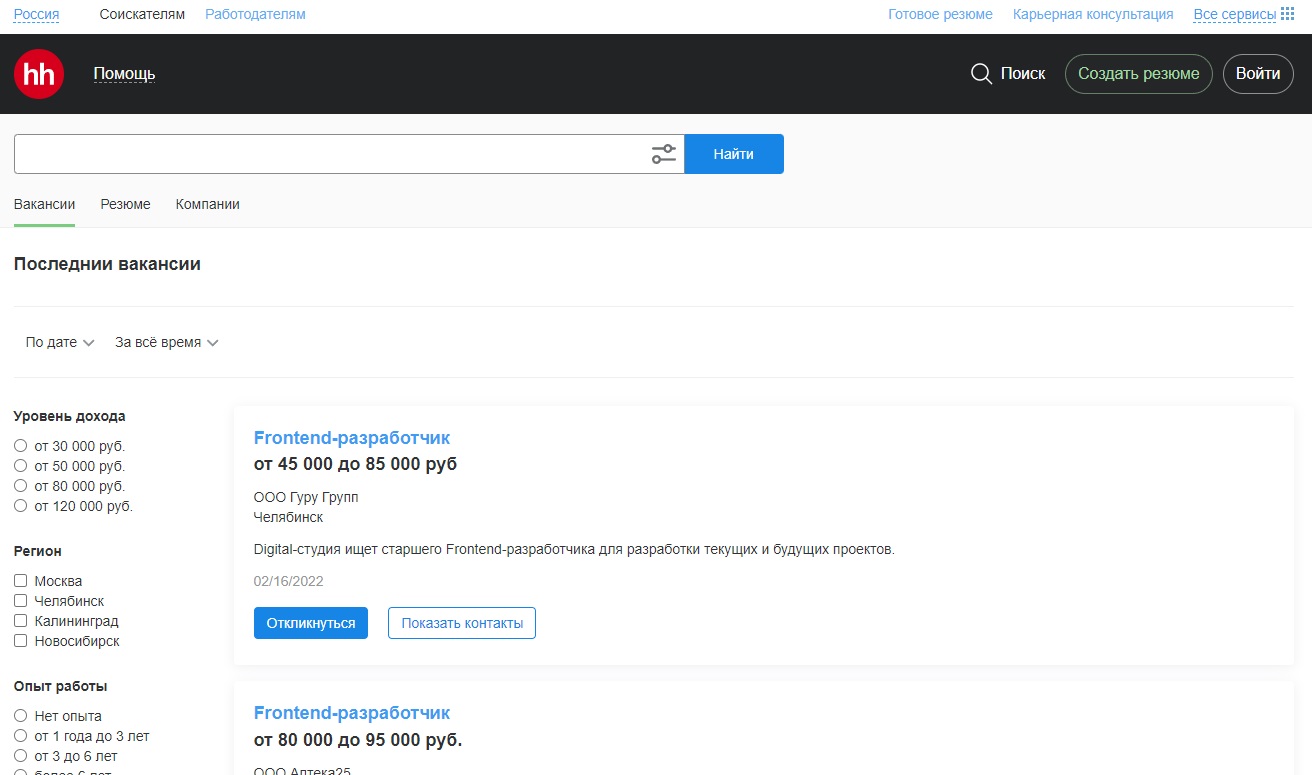 Россия Соискателям Работодателям Готовое резюме Карьерная консультация Все сервисы
hh Помощь Поиск Создать резюме Войти
Найти
Вакансии Резюме Компании
Последнии вакансии
По дате За всё время
Уровень дохода
от 30 000 руб.
от 50 000 руб.
от 80 000 руб.
от 120 000 руб.
Регион
Москва
Челябинск
Калининград
Новосибирск
Опыт работы
Нет опыта
от 1 года до 3 лет
от 3 до 6 лет
более 6 лет
Frontend-разработчик
от 45 000 до 85 000 руб
ООО Гуру Групп
Челябинск
Digital-студия ищет старшего Frontend-разработчика для разработки текущих и будущих проектов.
02/16/2022
Откликнуться Показать контакты
Frontend-разработчик
от 80 000 до 95 000 руб.
ООО Аптека25